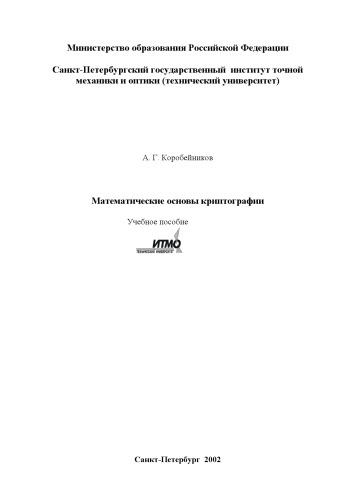 Министерство образования Российской Федерации
Санкт-Петербургский государственный институт точной
механики и оптики (технический университет)
А. Г. Коробейников
Математические основы криптографии
Учебное пособие
ИТМО
Санкт-Петербург 2002